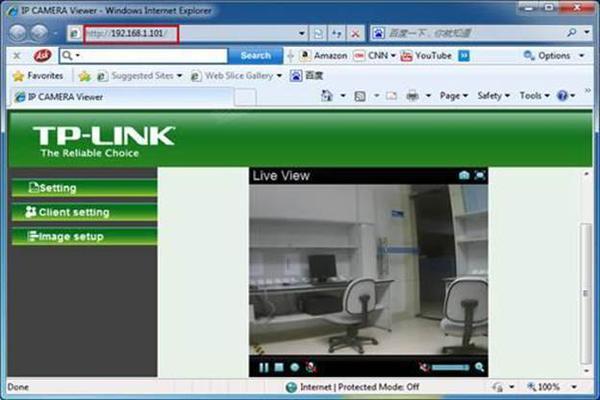 IP CAMERA Viewer - Windows Internet Explorer
http://192.168.1.101/
百度一下，你就知道
Ask
Search
Amazon
CNN
YouTube
Options
Favorites
Suggested Sites
Web Slice Gallery
百度
IP CAMERA Viewer
Page
Safety
Tools
TP-LINK
The Reliable Choice
Live View
Setting
Client setting
Image setup
Done
Internet | Protected Mode: Off
100%